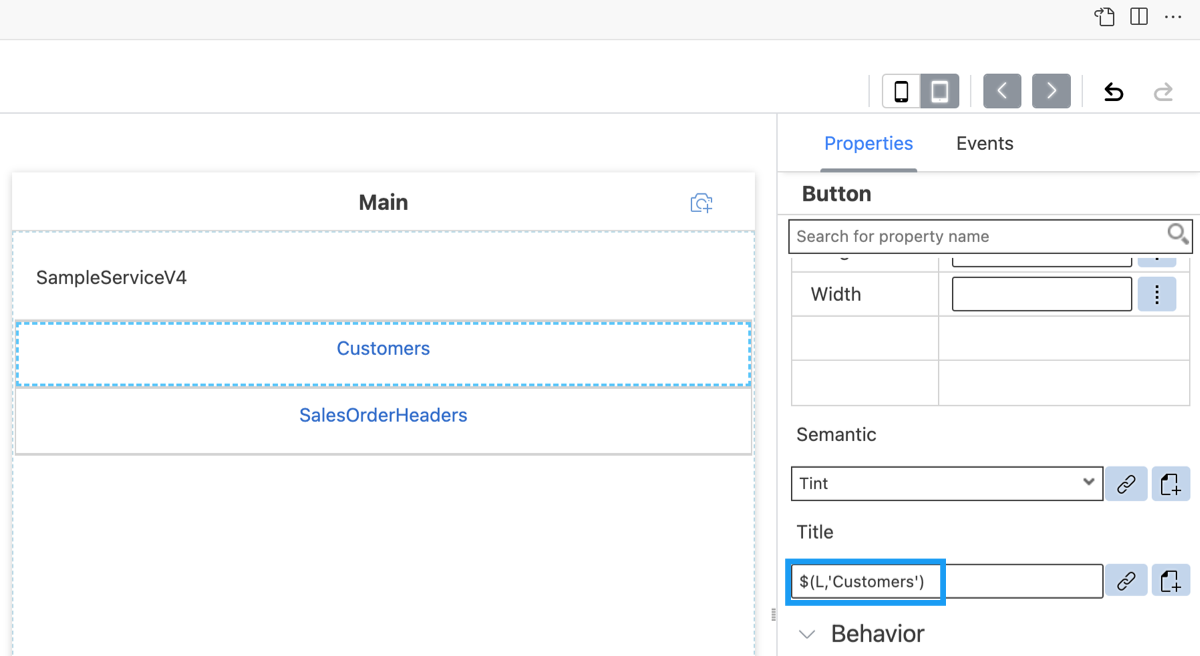 Properties
Events
Main
Button
Search for property name
SampleServiceV4
Width
Customers
SalesOrderHeaders
Semantic
Tint
Title
$(L,'Customers')
Behavior